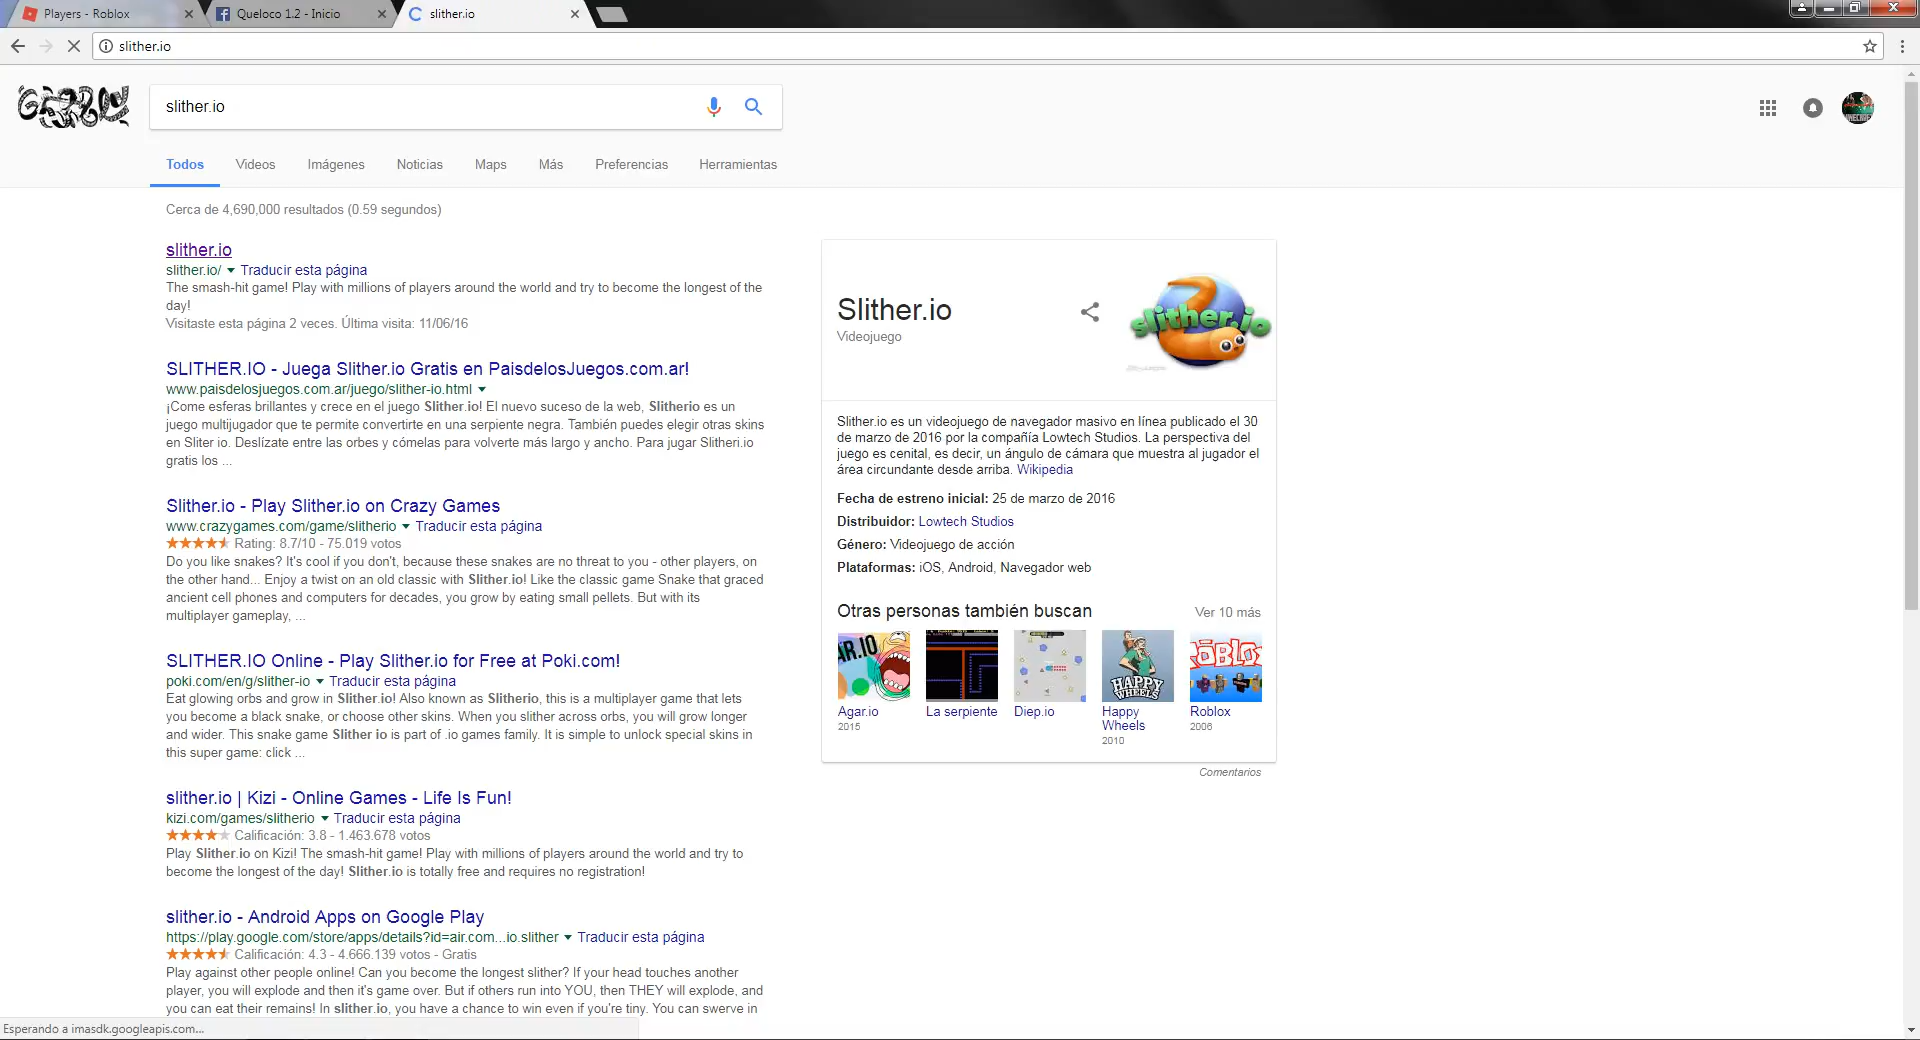 Players - Roblox
Queloco 1.2 - Inicio
slither.io
slither.io
slither.io
Todos
Videos
Imágenes
Noticias
Maps
Más
Preferencias
Herramientas
Cerca de 4,690,000 resultados (0.59 segundos)
slither.io
slither.io/ Traducir esta página
The smash-hit game! Play with millions of players around the world and try to become the longest of the
day!
Visitaste esta página 2 veces. Última visita: 11/06/16
SLITHER.IO - Juega Slither.io Gratis en PaisdelosJuegos.com.ar!
www.paisdelosjuegos.com.ar/juego/slither-io.html
¡Come esferas brillantes y crece en el juego Slither.io! El nuevo suceso de la web, Slitherio es un
juego multijugador que te permite convertirte en una serpiente negra. También puedes elegir otras skins
en Sliter io. Deslízate entre las orbes y cómelas para volverte más largo y ancho. Para jugar Slitheri.io
gratis los ...
Slither.io - Play Slither.io on Crazy Games
www.crazygames.com/game/slitherio Traducir esta página
Rating: 8.7/10 - 75.019 votos
Do you like snakes? It's cool if you don't, because these snakes are no threat to you - other players, on
the other hand... Enjoy a twist on an old classic with Slither.io! Like the classic game Snake that graced
ancient cell phones and computers for decades, you grow by eating small pellets. But with its
multiplayer gameplay, ...
SLITHER.IO Online - Play Slither.io for Free at Poki.com!
poki.com/en/g/slither-io Traducir esta página
Eat glowing orbs and grow in Slither.io! Also known as Slitherio, this is a multiplayer game that lets
you become a black snake, or choose other skins. When you slither across orbs, you will grow longer
and wider. This snake game Slither io is part of .io games family. It is simple to unlock special skins in
this super game: click ...
slither.io | Kizi - Online Games - Life Is Fun!
kizi.com/games/slitherio Traducir esta página
Calificación: 3.8 - 1.463.678 votos
Play Slither.io on Kizi! The smash-hit game! Play with millions of players around the world and try to
become the longest of the day! Slither.io is totally free and requires no registration!
slither.io - Android Apps on Google Play
https://play.google.com/store/apps/details?id=air.com...io.slither Traducir esta página
Calificación: 4.3 - 4.666.139 votos - Gratis
Play against other people online! Can you become the longest slither? If your head touches another
player, you will explode and then it's game over. But if others run into YOU, then THEY will explode, and
you can eat their remains! In slither.io, you have a chance to win even if you're tiny. You can swerve in
Esperando a imasdk.googleapis.com...
Slither.io
Videojuego
slither.io
Slither.io es un videojuego de navegador masivo en línea publicado el 30
de marzo de 2016 por la compañía Lowtech Studios. La perspectiva del
juego es cenital, es decir, un ángulo de cámara que muestra al jugador el
área circundante desde arriba. Wikipedia
Fecha de estreno inicial: 25 de marzo de 2016
Distribuidor: Lowtech Studios
Género: Videojuego de acción
Plataformas: iOS, Android, Navegador web
Otras personas también buscan
Ver 10 más
AR.IO
HAPPY
WHEELS
ROBLO
Agar.io
2015
La serpiente
Diep.io
Happy
Wheels
2010
Roblox
2006
Comentarios